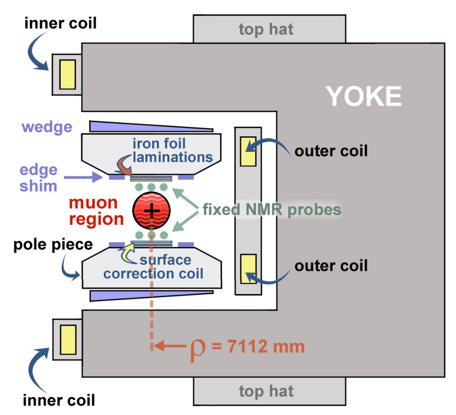 inner coil
top hat
YOKE
wedge
iron foil
laminations
outer coil
edge
shim
muon
region
+
fixed NMR probes
pole piece
surface
correction coil
outer coil
ρ = 7112 mm
inner coil
top hat